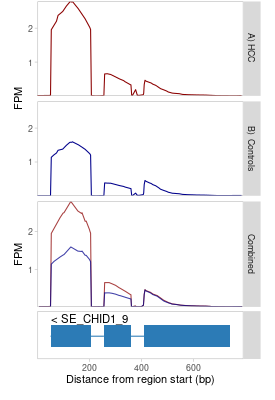 2
1
A) HCC
FPM
2
1
B) Controls
2
1
Combined
FPM
< SE_CHID1_9
200
400
600
Distance from region start (bp)